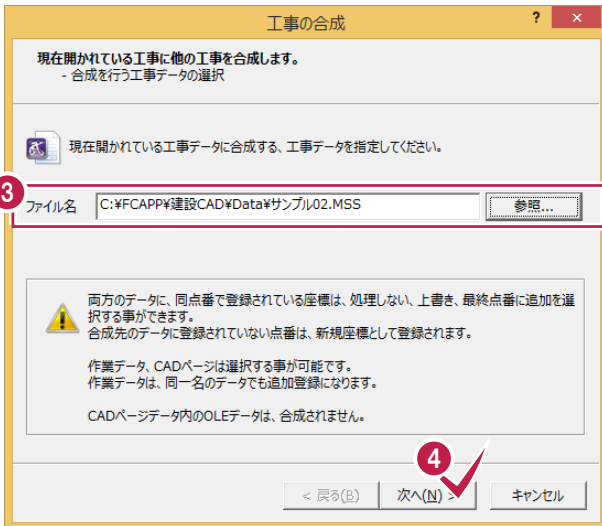 工事の合成
?
×
現在開かれている工事に他の工事を合成します。
- 合成を行う工事データの選択
現在開かれている工事データに合成する、工事データを指定してください。
3
ファイル名 C:¥FCAPP¥建設CAD¥Data¥サンプル02.MSS 参照...
両方のデータに、同点番で登録されている座標は、処理しない、上書き、最終点番に追加を選
択する事ができます。
合成先のデータに登録されていない点番は、新規座標として登録されます。
作業データ、CADページは選択する事が可能です。
作業データは、同一名のデータでも追加登録になります。
CADページデータ内のOLEデータは、合成されません。
4
< 戻る(B) 次へ(N) > キャンセル